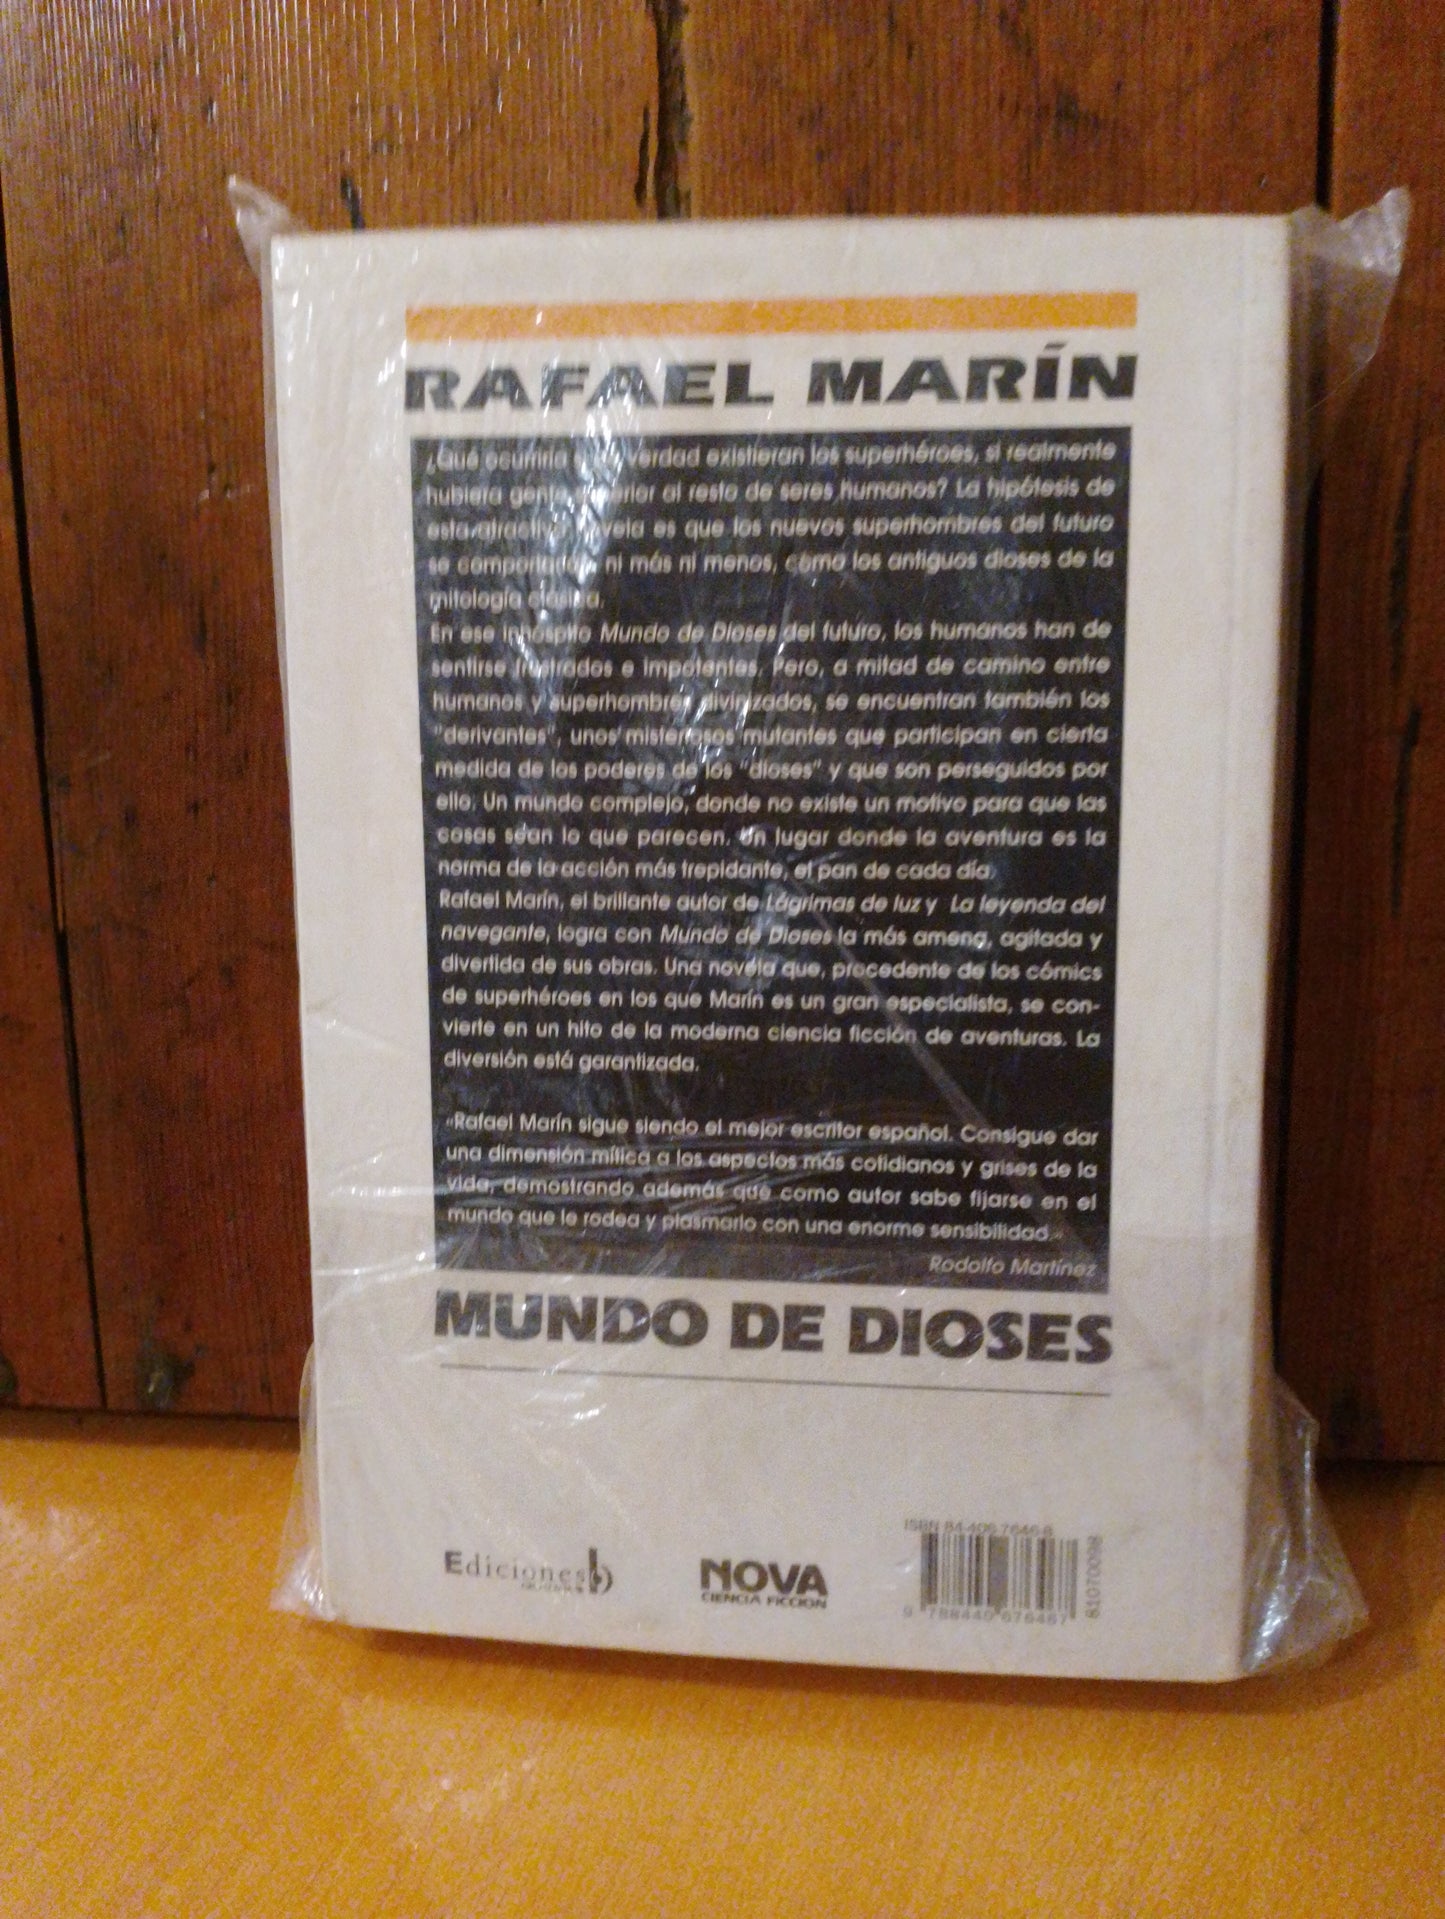 RAFAEL MARÍN
¿Qué ocurriría verdad existieran los superhéroes, si realmente
hubiera gente superior al resto de seres humanos? La hipótesis de
esta atractiva novela es que los nuevos superhombres del futuro
se comportarían, ni más ni menos, como los antiguos dioses de la
mitología clásica.
En ese inhóspito Mundo de Dioses del futuro, los humanos han de
sentirse frustrados e impotentes. Pero, a mitad de camino entre
humanos y superhombres divinizados, se encuentran también los
"derivantes", unos misteriosos mutantes que participan en cierta
medida de los poderes de los "dioses" y que son perseguidos por
ello. Un mundo complejo, donde no existe un motivo para que las
cosas sean lo que parecen. Un lugar donde la aventura es la
norma de la acción más trepidante, el pan de cada día.
Rafael Marín, el brillante autor de Lágrimas de luz y La leyenda del
navegante, logra con Mundo de Dioses la más amena, agitada y
divertida de sus obras. Una novela que, procedente de los cómics
de superhéroes en los que Marín es un gran especialista, se con-
vierte en un hito de la moderna ciencia ficción de aventuras. La
diversión está garantizada.
«Rafael Marín sigue siendo el mejor escritor español. Consigue dar
una dimensión mítica a los aspectos más cotidianos y grises de la
vida, demostrando además que como autor sabe fijarse en el
mundo que le rodea y plasmarlo con una enorme sensibilidad.«
Rodolfo Martínez
MUNDO DE DIOSES
Ediciones b
NOVA
CIENCIA FICCION
ISBN 84-406-7646-8
9 788440 676467
81070098